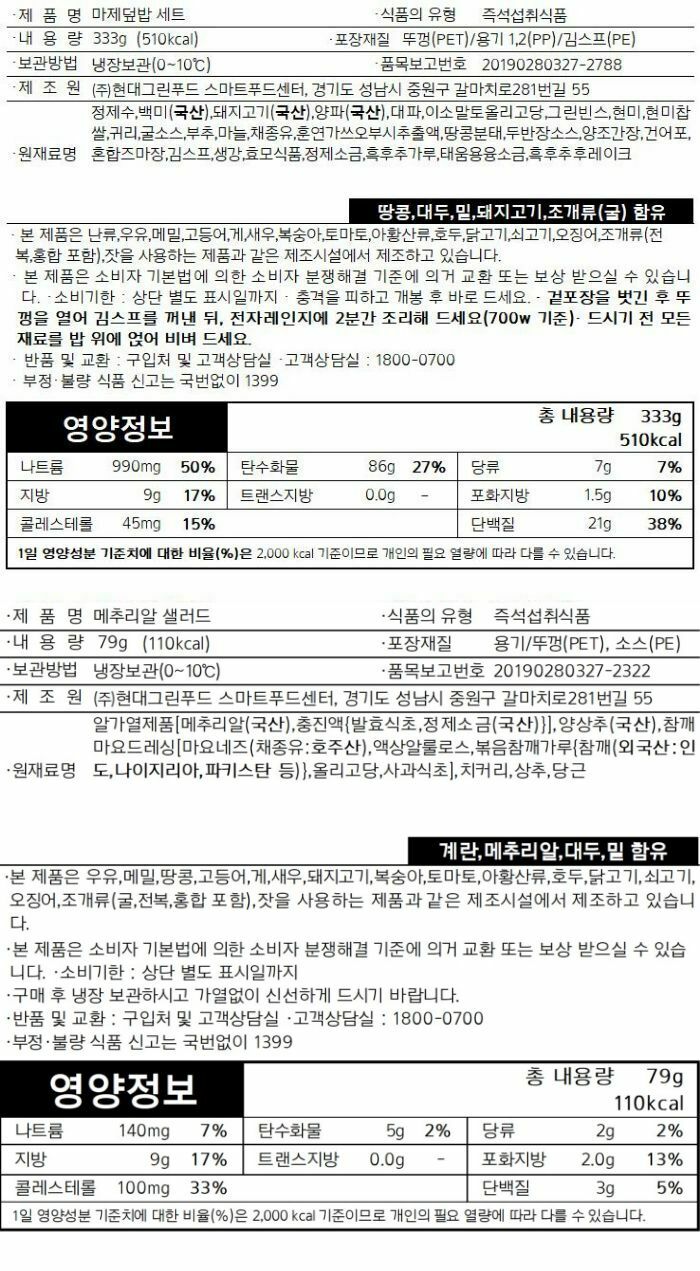 ·제 품 명 마제덮밥 세트 ·식품의 유형 즉석섭취식품
·내 용 량 333g (510kcal) ·포장재질 뚜껑(PET)/용기 1,2(PP)/김스프(PE)
·보관방법 냉장보관(0~10℃) ·품목보고번호 20190280327-2788
·제 조 원 (주)현대그린푸드 스마트푸드센터, 경기도 성남시 중원구 갈마치로281번길 55
정제수,백미(국산),돼지고기(국산),양파(국산),대파,이소말토올리고당,그린빈스,현미,현미찹
쌀,귀리,굴소스,부추,마늘,채종유,훈연가쓰오부시추출액,땅콩분태,두반장소스,양조간장,건어포,
·원재료명 혼합즈마장,김스프,생강,효모식품,정제소금,흑후추가루,태움용융소금,흑후추후레이크
땅콩,대두,밀,돼지고기,조개류(굴) 함유
· 본 제품은 난류,우유,메밀,고등어,게,새우,복숭아,토마토,아황산류,호두,닭고기,쇠고기,오징어,조개류(전
복,홍합 포함),잣을 사용하는 제품과 같은 제조시설에서 제조하고 있습니다.
· 본 제품은 소비자 기본법에 의한 소비자 분쟁해결 기준에 의거 교환 또는 보상 받으실 수 있습니
다. ·소비기한 : 상단 별도 표시일까지 · 충격을 피하고 개봉 후 바로 드세요. · 겉포장을 벗긴 후 뚜
껑을 열어 김스프를 꺼낸 뒤, 전자레인지에 2분간 조리해 드세요(700w 기준)· 드시기 전 모든
재료를 밥 위에 얹어 비벼 드세요.
· 반품 및 교환 : 구입처 및 고객상담실 ·고객상담실 : 1800-0700
· 부정·불량 식품 신고는 국번없이 1399
영양정보 총 내용량 333g
510kcal
나트륨 990mg 50% 탄수화물 86g 27% 당류 7g 7%
지방 9g 17% 트랜스지방 0.0g - 포화지방 1.5g 10%
콜레스테롤 45mg 15% 단백질 21g 38%
1일 영양성분 기준치에 대한 비율(%)은 2,000 kcal 기준이므로 개인의 필요 열량에 따라 다를 수 있습니다.
·제 품 명 메추리알 샐러드 ·식품의 유형 즉석섭취식품
·내 용 량 79g (110kcal) ·포장재질 용기/뚜껑(PET), 소스(PE)
·보관방법 냉장보관(0~10℃) ·품목보고번호 20190280327-2322
·제 조 원 (주)현대그린푸드 스마트푸드센터, 경기도 성남시 중원구 갈마치로281번길 55
알가열제품[메추리알(국산),충진액{발효식초,정제소금(국산)}],양상추(국산),참깨
마요드레싱[마요네즈(채종유:호주산),액상알룰로스,볶음참깨가루{참깨(외국산:인
·원재료명 도,나이지리아,파키스탄 등)},올리고당,사과식초],치커리,상추,당근
계란,메추리알,대두,밀 함유
·본 제품은 우유,메밀,땅콩,고등어,게,새우,돼지고기,복숭아,토마토,아황산류,호두,닭고기,쇠고기,
오징어,조개류(굴,전복,홍합 포함),잣을 사용하는 제품과 같은 제조시설에서 제조하고 있습니
다.
·본 제품은 소비자 기본법에 의한 소비자 분쟁해결 기준에 의거 교환 또는 보상 받으실 수 있습
니다. ·소비기한 : 상단 별도 표시일까지
·구매 후 냉장 보관하시고 가열없이 신선하게 드시기 바랍니다.
·반품 및 교환 : 구입처 및 고객상담실 ·고객상담실 : 1800-0700
·부정·불량 식품 신고는 국번없이 1399
영양정보 총 내용량 79g
110kcal
나트륨 140mg 7% 탄수화물 5g 2% 당류 2g 2%
지방 9g 17% 트랜스지방 0.0g - 포화지방 2.0g 13%
콜레스테롤 100mg 33% 단백질 3g 5%
1일 영양성분 기준치에 대한 비율(%)은 2,000 kcal 기준이므로 개인의 필요 열량에 따라 다를 수 있습니다.